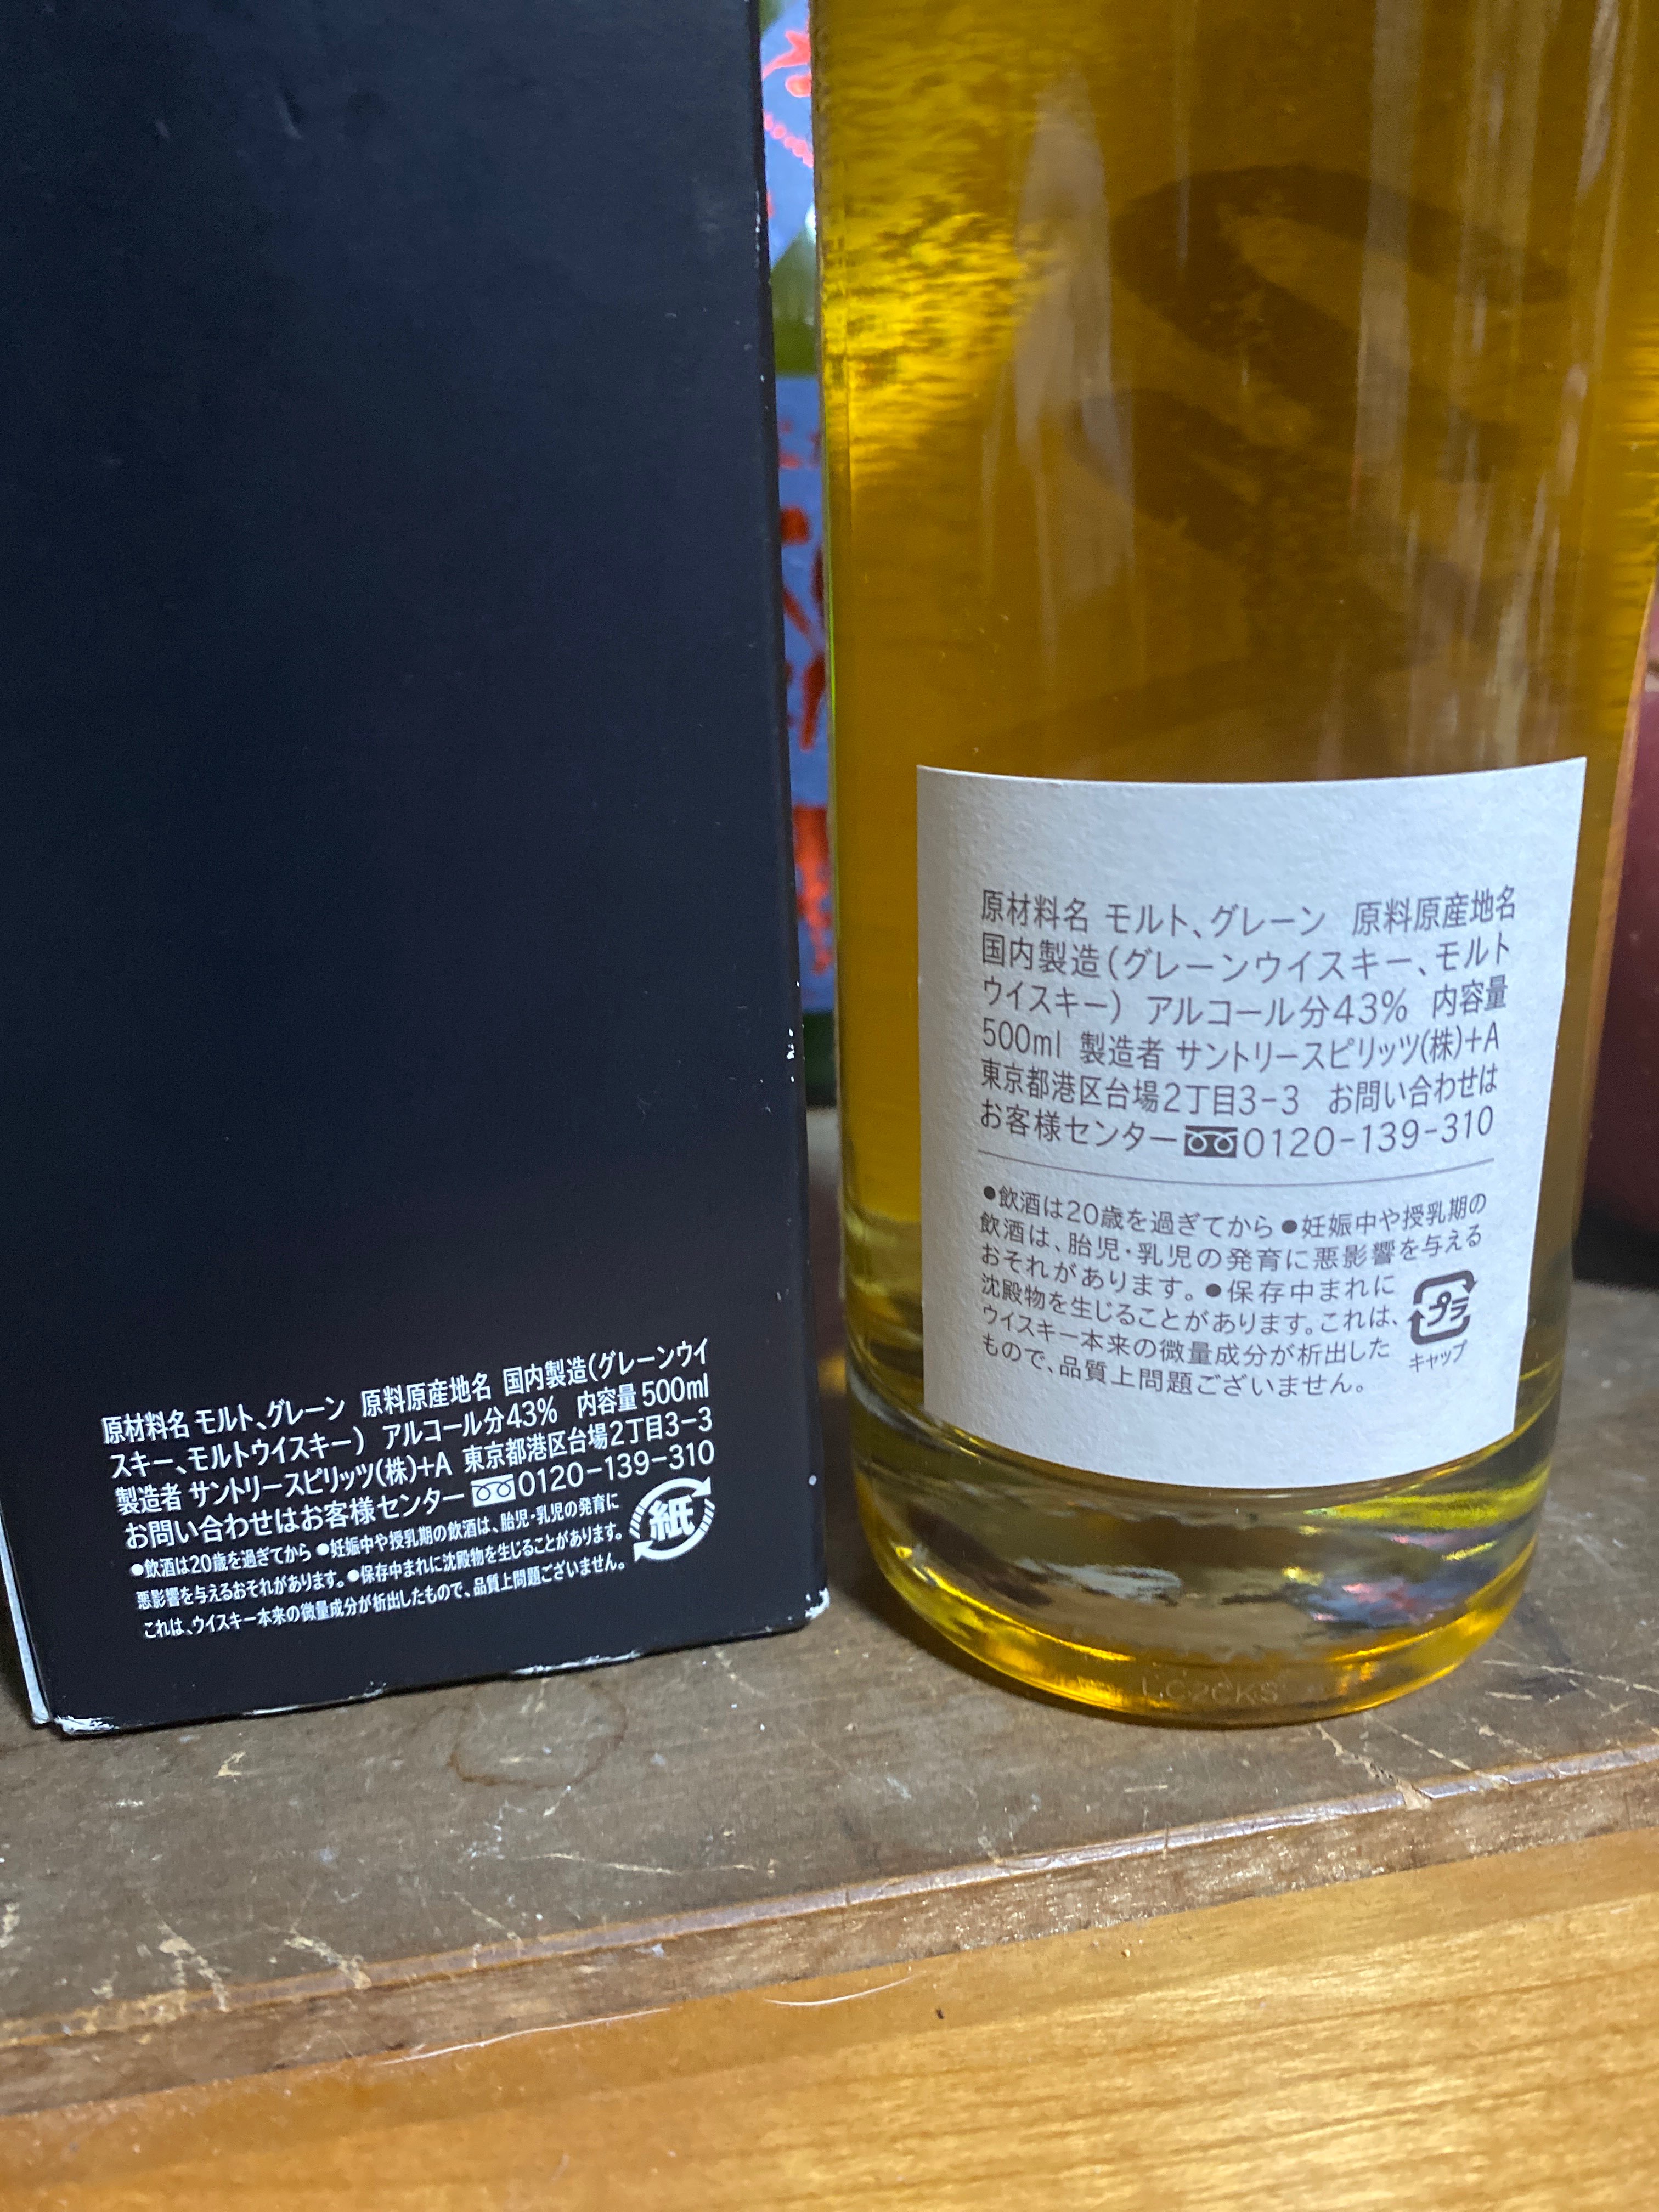 原材料名 モルト、グレーン 原料原産地名 国内製造(グレーンウイ
スキー、モルトウイスキー) アルコール分43% 内容量500ml
製造者 サントリースピリッツ(株)+A 東京都港区台場2丁目3-3
お問い合わせはお客様センター 0120-139-310
●飲酒は20歳を過ぎてから ●妊娠中や授乳期の飲酒は、胎児・乳児の発育に
悪影響を与えるおそれがあります。●保存中まれに沈殿物を生じることがあります。
これは、ウイスキー本来の微量成分が析出したもので、品質上問題ございません。
紙
原材料名 モルト、グレーン 原料原産地名
国内製造(グレーンウイスキー、モルト
ウイスキー) アルコール分43% 内容量
500ml 製造者 サントリースピリッツ(株)+A
東京都港区台場2丁目3-3 お問い合わせは
お客様センター 0120-139-310
●飲酒は20歳を過ぎてから ●妊娠中や授乳期の
飲酒は、胎児・乳児の発育に悪影響を与える
おそれがあります。●保存中まれに
沈殿物を生じることがあります。これは、
ウイスキー本来の微量成分が析出した
もので、品質上問題ございません。
プラ
キャップ